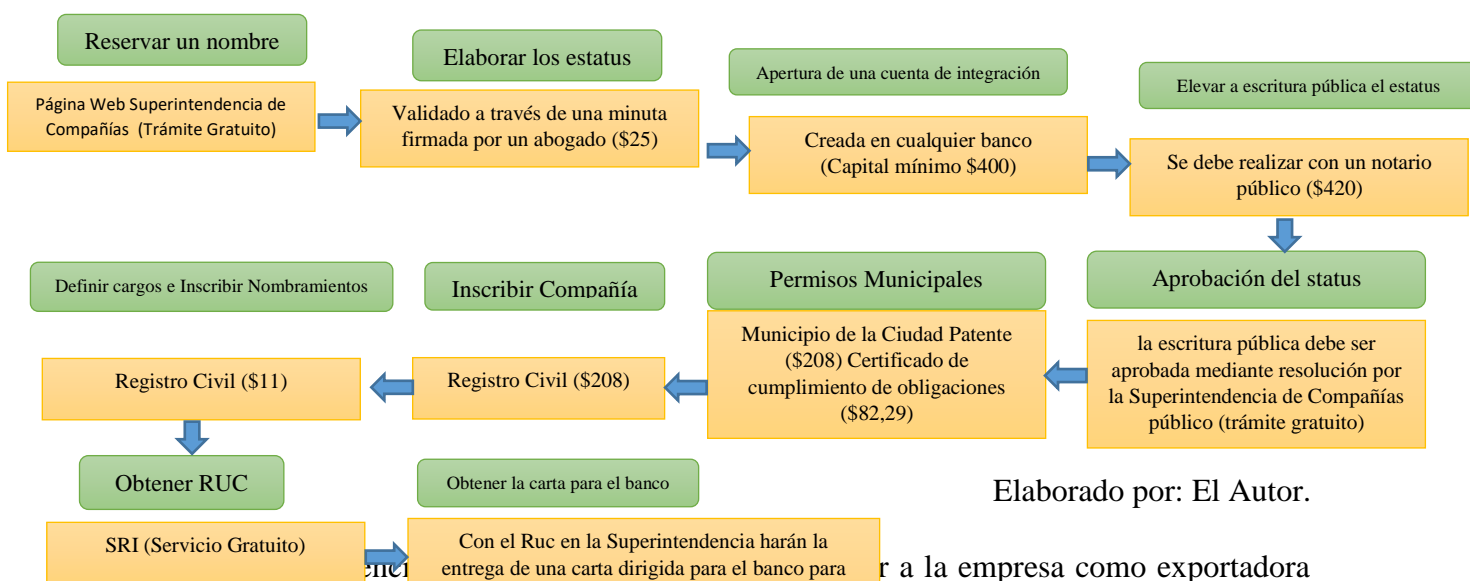 Reservar un nombre
Página Web Superintendencia de
Compañías (Trámite Gratuito)
Elaborar los estatus
Validado a través de una minuta
firmada por un abogado ($25)
Apertura de una cuenta de integración
Creada en cualquier banco
(Capital mínimo $400)
Elevar a escritura pública el estatus
Se debe realizar con un notario
público ($420)
Aprobación del status
la escritura pública debe ser
aprobada mediante resolución por
la Superintendencia de Compañías
público (trámite gratuito)
Permisos Municipales
Municipio de la Ciudad Patente
($208) Certificado de
cumplimiento de obligaciones
($82,29)
Inscribir Compañía
Registro Civil ($208)
Definir cargos e Inscribir Nombramientos
Registro Civil ($11)
Obtener RUC
SRI (Servicio Gratuito)
Obtener la carta para el banco
Con el Ruc en la Superintendencia harán la
entrega de una carta dirigida para el banco para
Elaborado por: El Autor.
a la empresa como exportadora